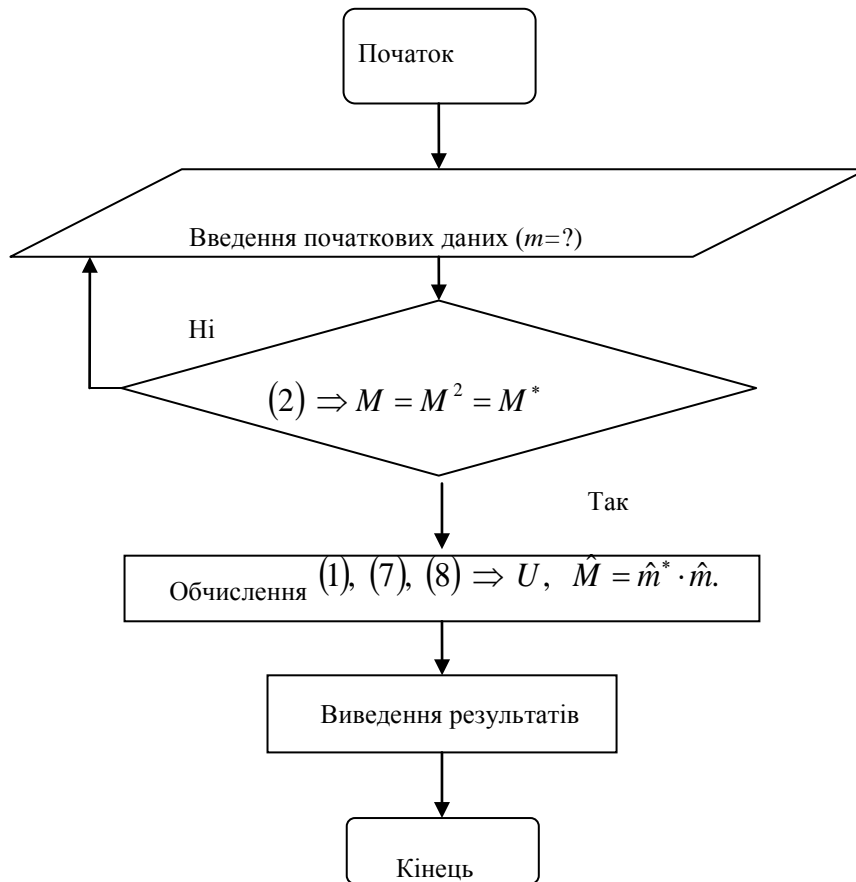 Початок
Введення початкових даних (m=?)
Ні
(2) ⇒ M = M² = M*
Так
Обчислення (1), (7), (8) ⇒ U, M̂ = m̂* · m̂.
Виведення результатів
Кінець